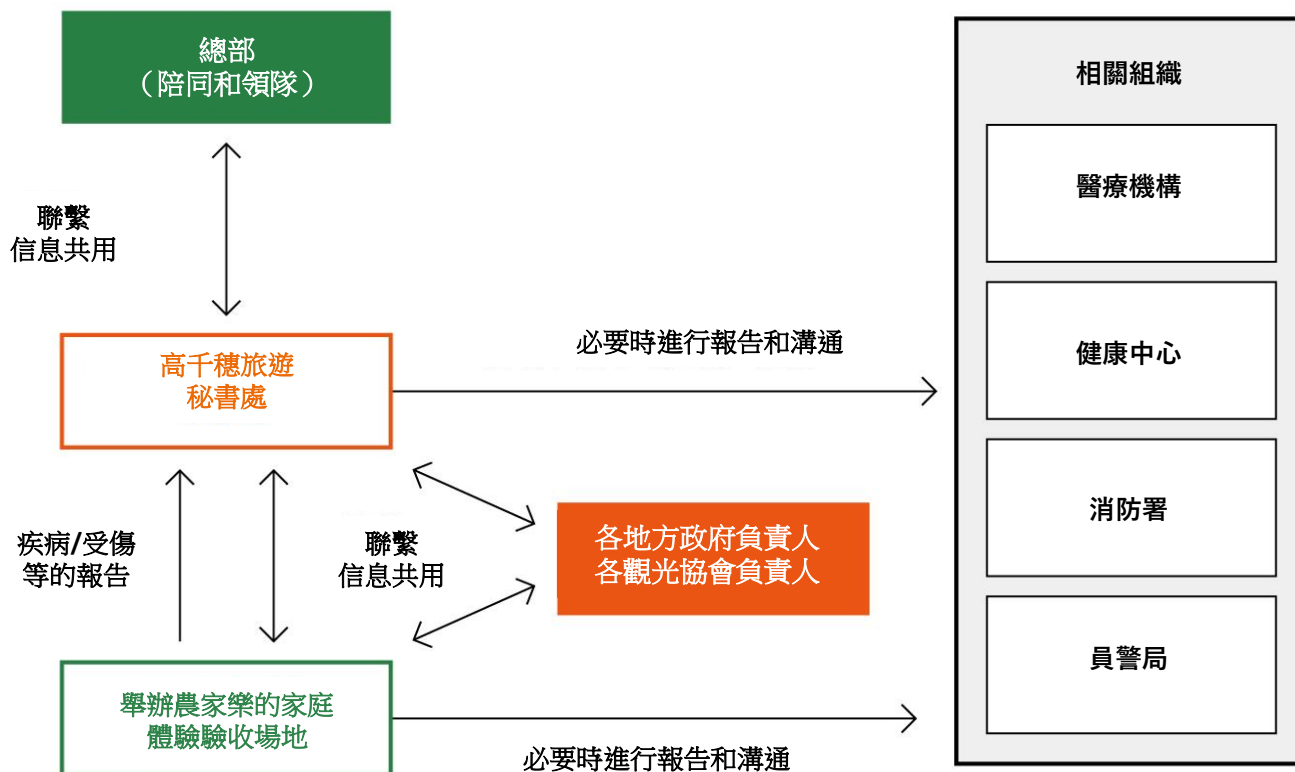 總部
（陪同和領隊）
聯繫
信息共用
高千穗旅遊
秘書處
必要時進行報告和溝通
疾病/受傷
等的報告
聯繫
信息共用
各地方政府負責人
各觀光協會負責人
舉辦農家樂的家庭
體驗驗收場地
必要時進行報告和溝通
相關組織
醫療機構
健康中心
消防署
員警局